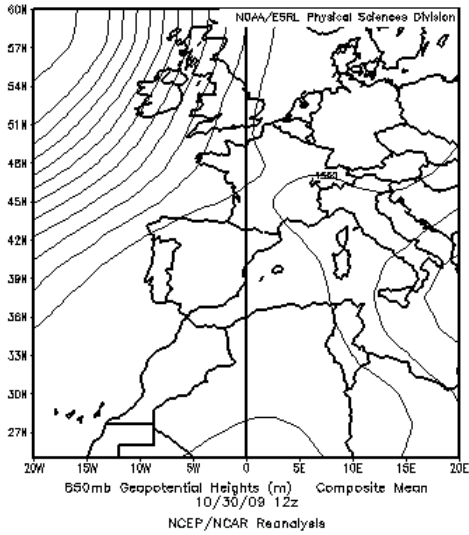 NOAA/ESRL Physical Sciences Division
60N
57N
54N
51N
48N
45N
42N
39N
36N
33N
30N
27N
1560
20W 15W 10W 5W 0 5E 10E 15E 20E
850mb Geopotential Heights (m) Composite Mean
10/30/09 12z
NCEP/NCAR Reanalysis